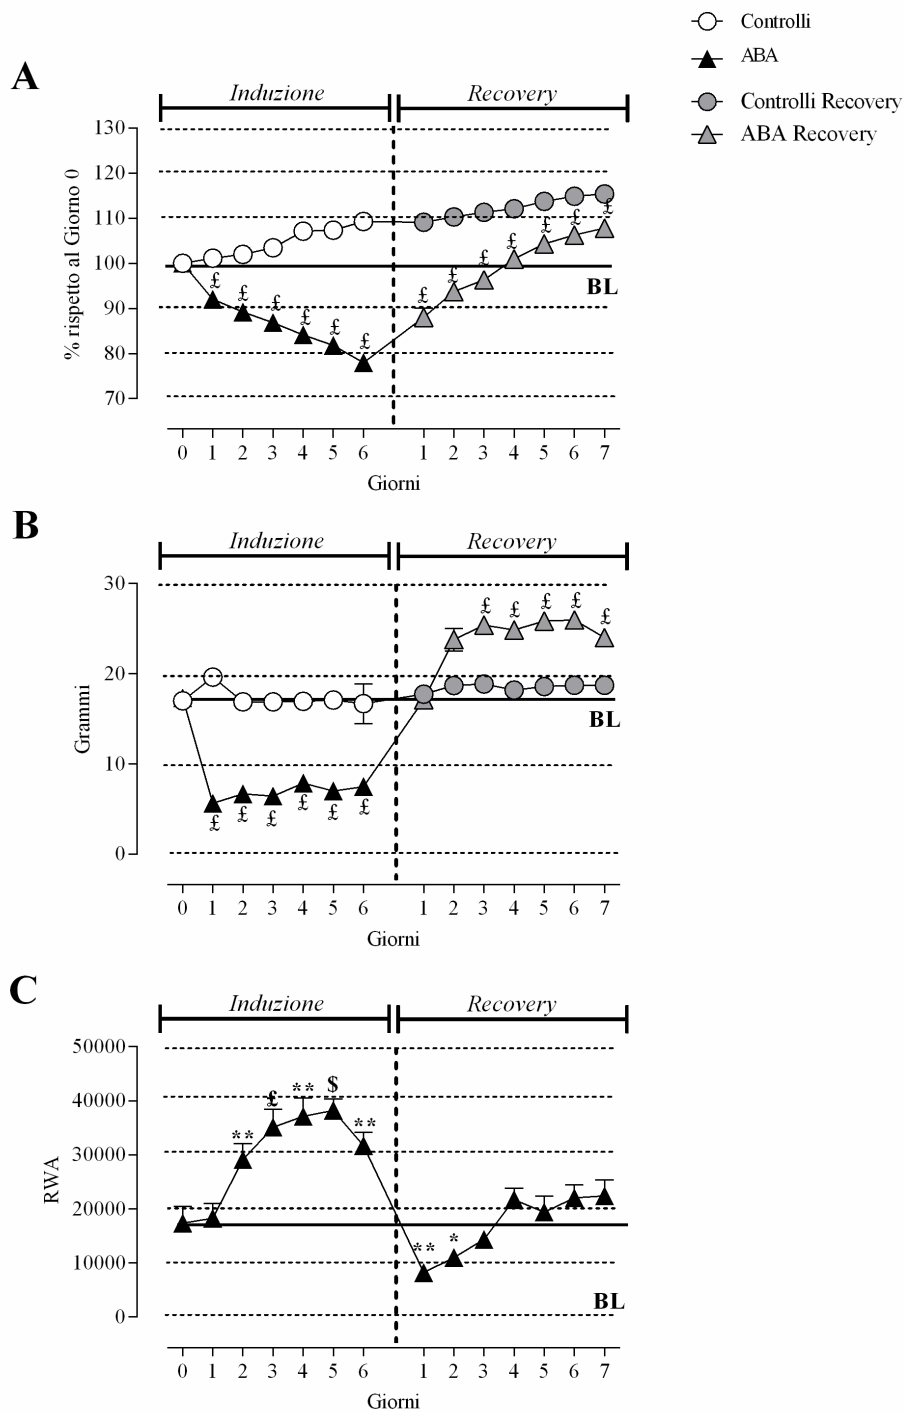 Controlli
ABA
Controlli Recovery
ABA Recovery
A
Induzione Recovery
% rispetto al Giorno 0
130
120
110
100
90
80
70
£ £ £ £ £ £ £ £ £ £ £ £ £
BL
0 1 2 3 4 5 6 1 2 3 4 5 6 7
Giorni
B
Induzione Recovery
Grammi
30
20
10
0
£ £ £ £ £ £ £ £ £ £ £
BL
0 1 2 3 4 5 6 1 2 3 4 5 6 7
Giorni
C
Induzione Recovery
RWA
50000
40000
30000
20000
10000
0
** £ ** $ ** ** *
BL
0 1 2 3 4 5 6 1 2 3 4 5 6 7
Giorni